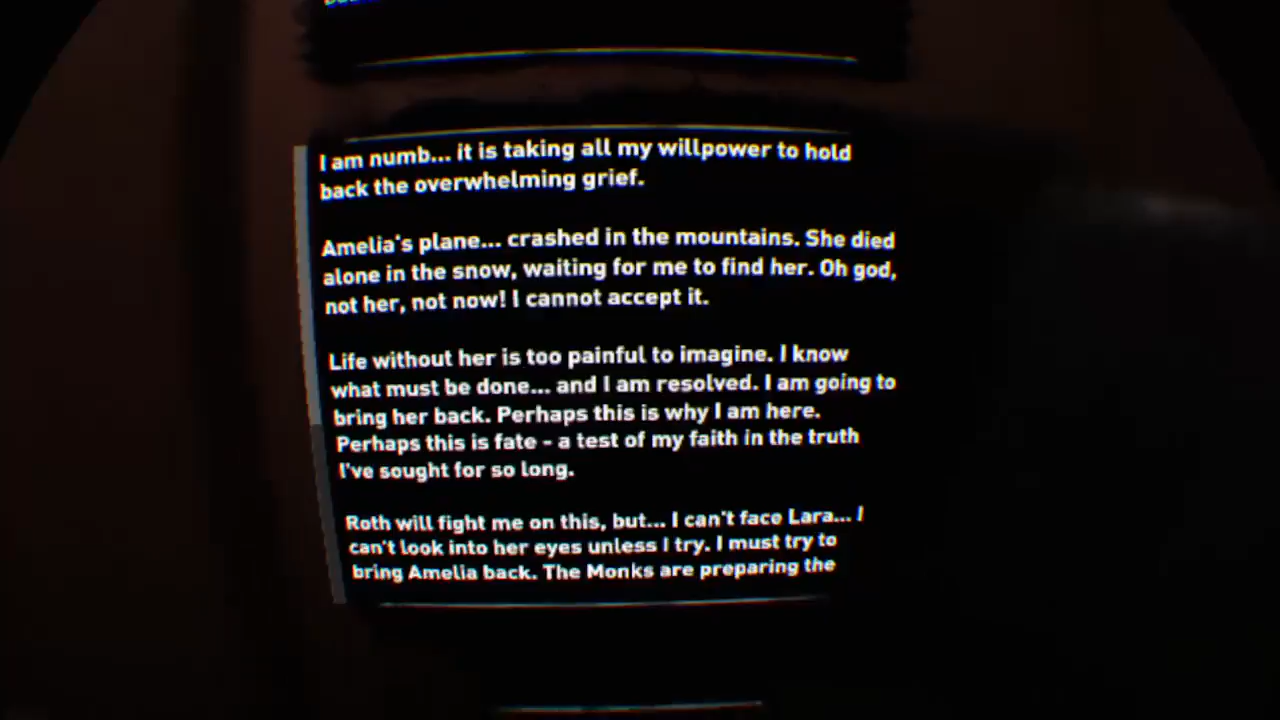 I am numb... it is taking all my willpower to hold
back the overwhelming grief.
Amelia's plane... crashed in the mountains. She died
alone in the snow, waiting for me to find her. Oh god,
not her, not now! I cannot accept it.
Life without her is too painful to imagine. I know
what must be done... and I am resolved. I am going to
bring her back. Perhaps this is why I am here.
Perhaps this is fate - a test of my faith in the truth
I've sought for so long.
Roth will fight me on this, but... I can't face Lara... I
can't look into her eyes unless I try. I must try to
bring Amelia back. The Monks are preparing the